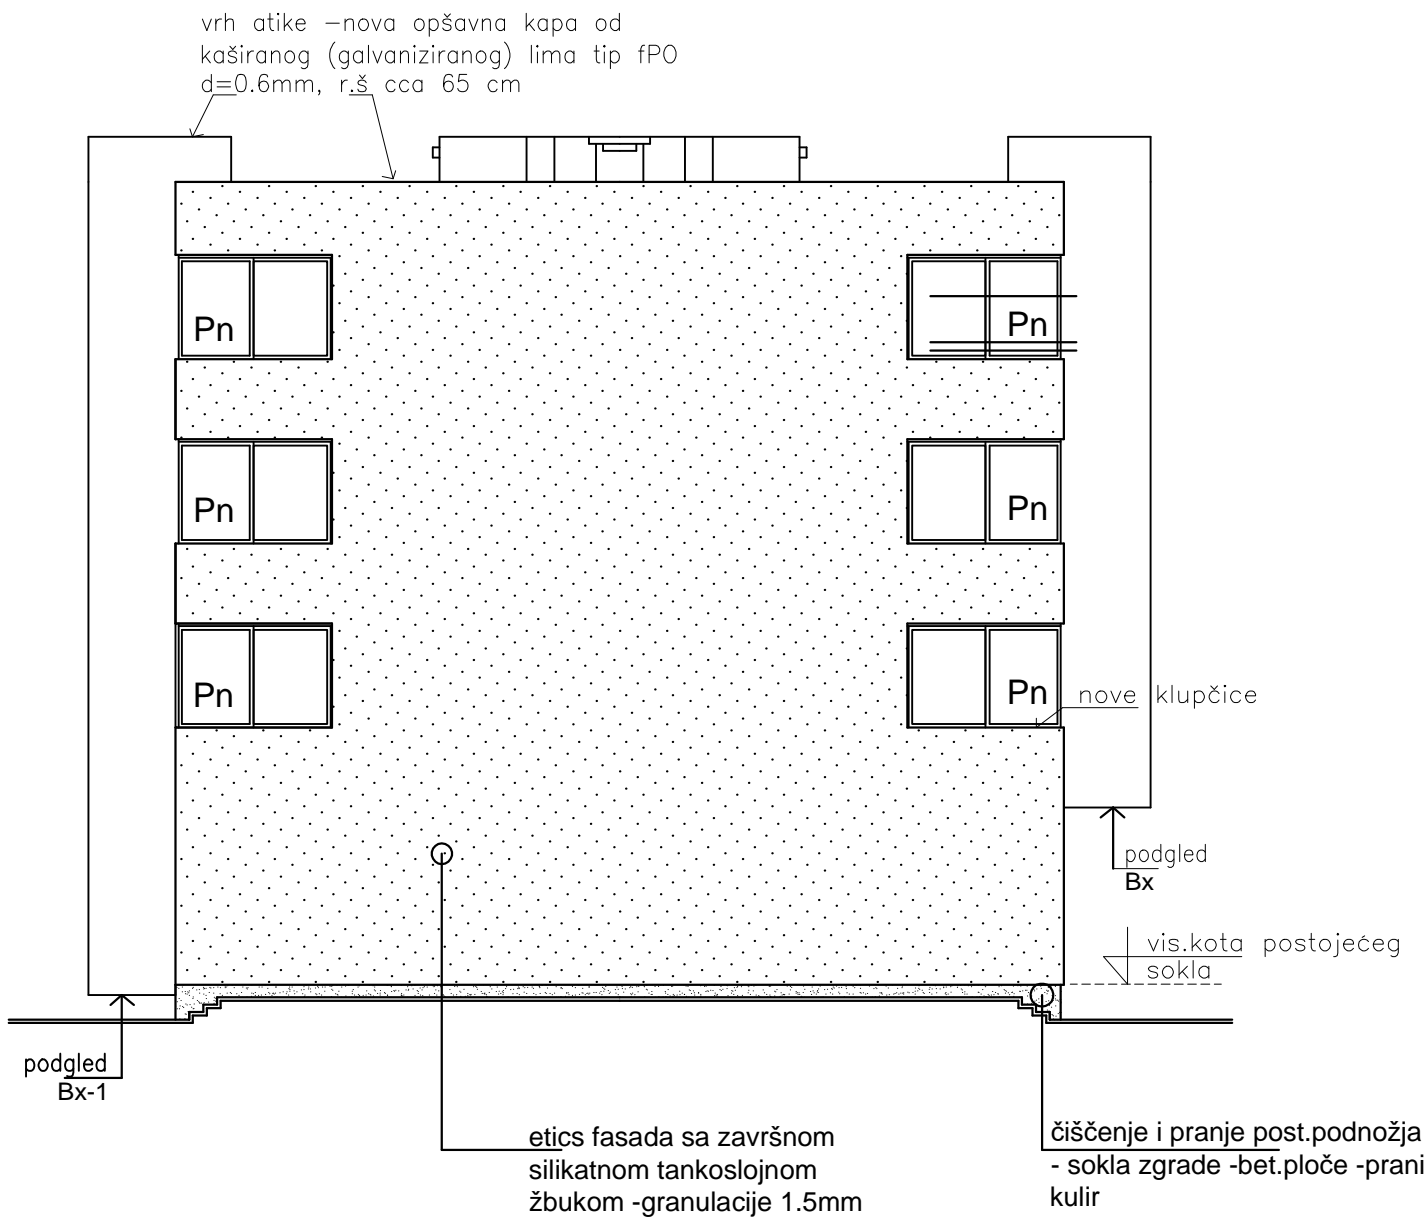 vrh atike –nova opšavna kapa od
kaširanog (galvaniziranog) lima tip fPO
d=0.6mm, r.š cca 65 cm
Pn
Pn
Pn
Pn
Pn
Pn
nove klupčice
podgled
Bx
vis.kota postojećeg
sokla
podgled
Bx-1
etics fasada sa završnom
silikatnom tankoslojnom
žbukom -granulacije 1.5mm
čiščenje i pranje post.podnožja
- sokla zgrade -bet.ploče -prani
kulir